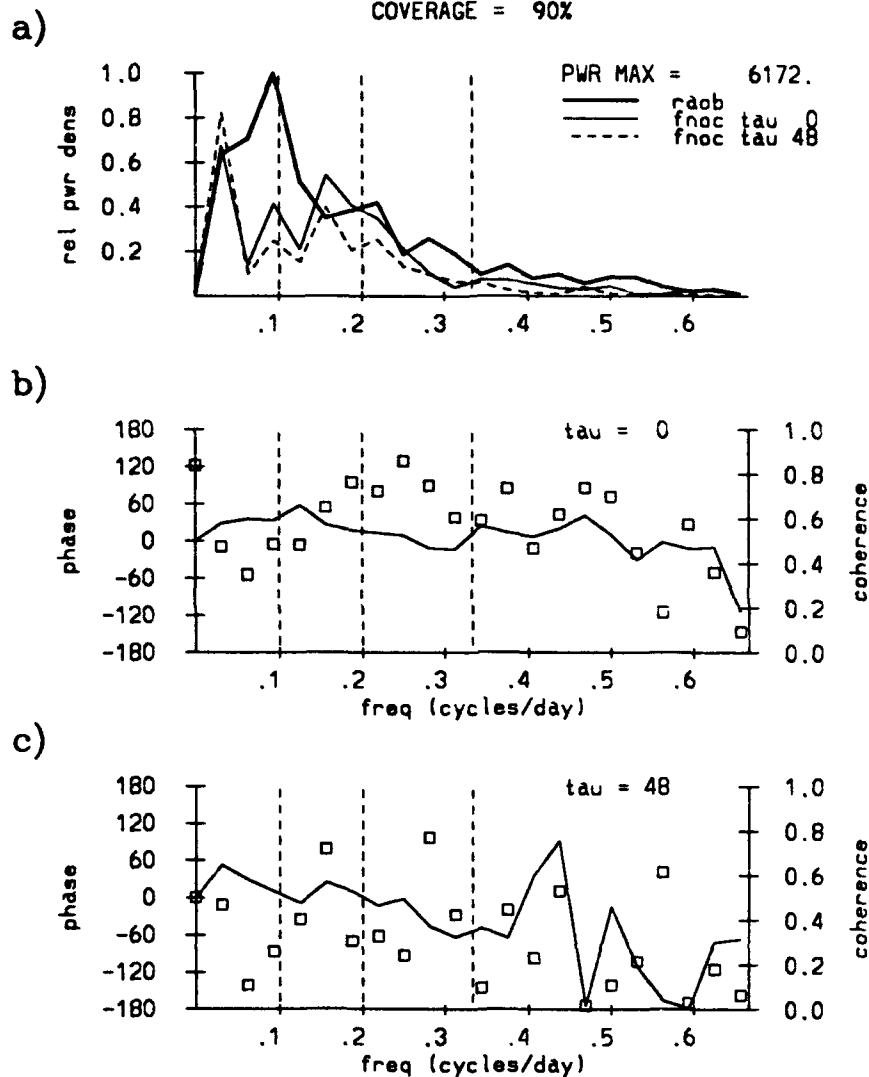 COVERAGE = 90%
a)
PWR MAX = 6172.
raob
fnoc tau 0
fnoc tau 48
rel pwr dens
1.0
0.8
0.6
0.4
0.2
.1 .2 .3 .4 .5 .6
b)
tau = 0
phase
180
120
60
0
-60
-120
-180
coherence
1.0
0.8
0.6
0.4
0.2
0.0
.1 .2 .3 .4 .5 .6
freq (cycles/day)
c)
tau = 48
phase
180
120
60
0
-60
-120
-180
coherence
1.0
0.8
0.6
0.4
0.2
0.0
.1 .2 .3 .4 .5 .6
freq (cycles/day)